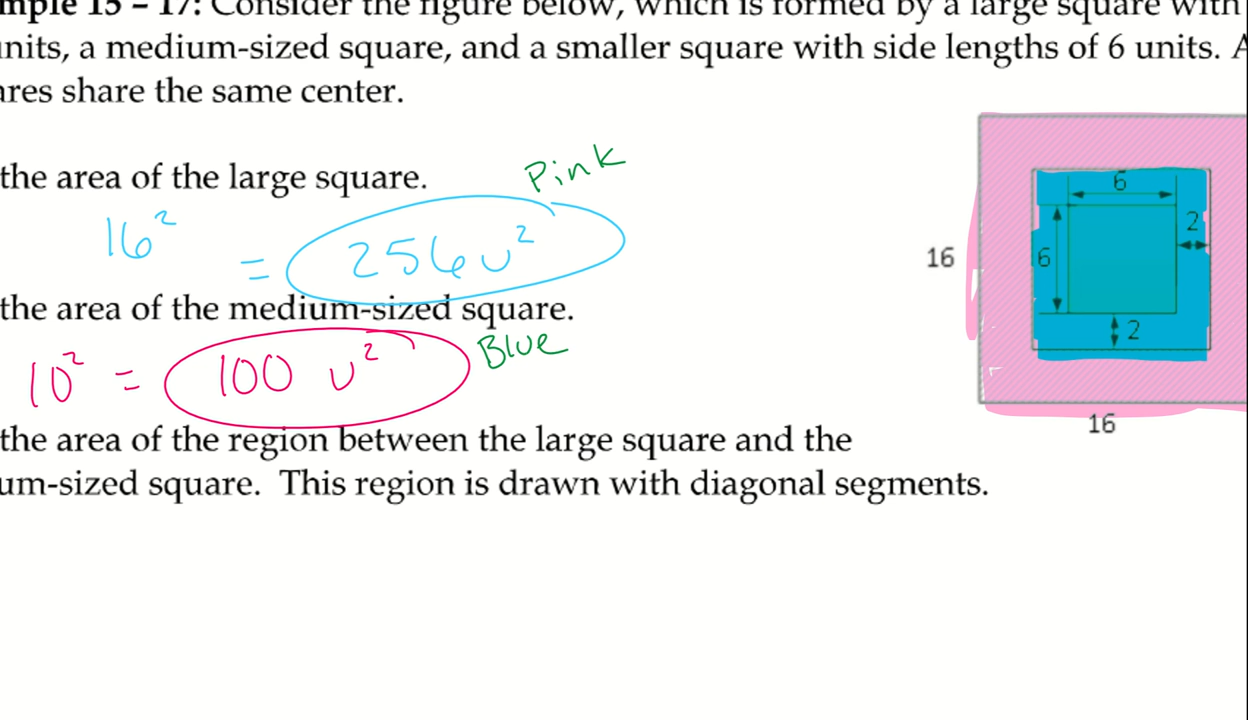 mple 15 – 17: Consider the figure below, which is formed by a large square with
units, a medium-sized square, and a smaller square with side lengths of 6 units. A
ares share the same center.
the area of the large square.
Pink
16² = 256u²
the area of the medium-sized square.
10² = 100 u² Blue
the area of the region between the large square and the
um-sized square. This region is drawn with diagonal segments.
6
2
16
6
2
16